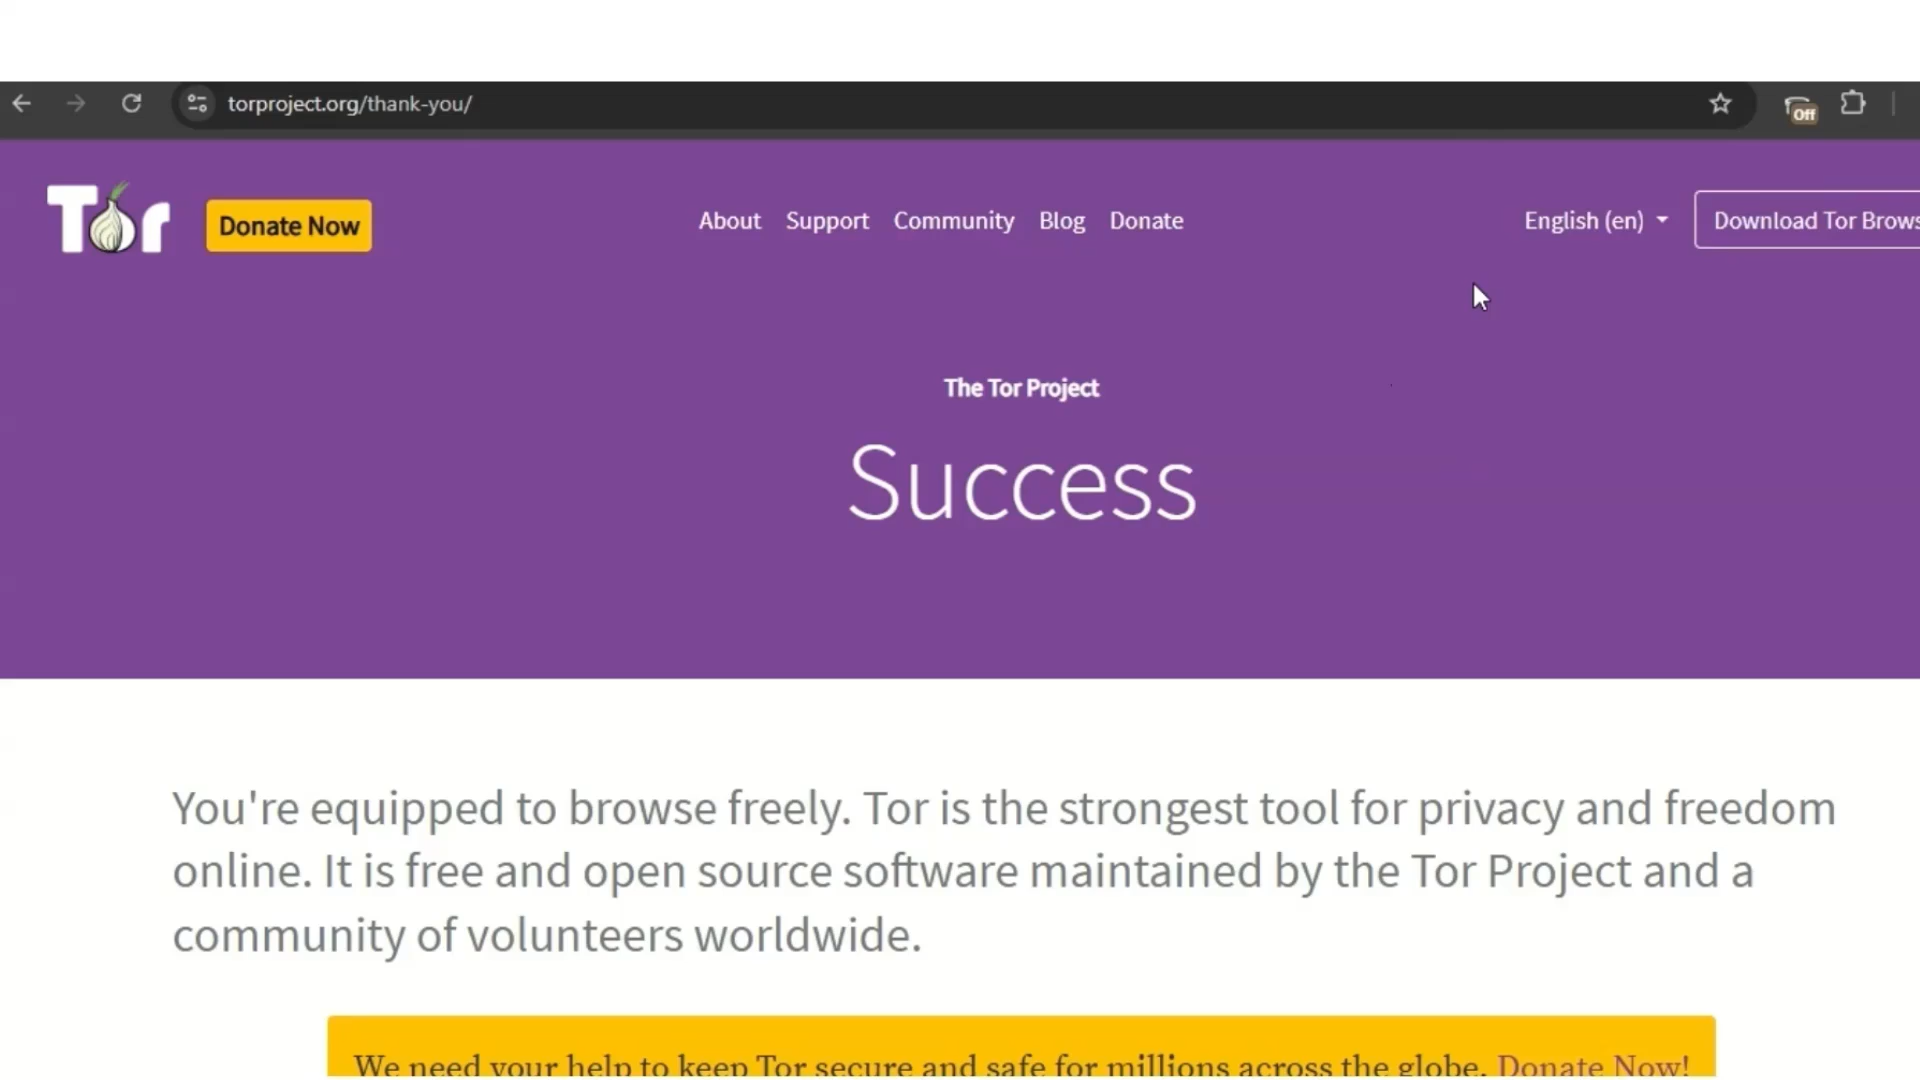 torproject.org/thank-you/
Off
Tor
Donate Now
About Support Community Blog Donate
English (en)
Download Tor Brows
The Tor Project
Success
You're equipped to browse freely. Tor is the strongest tool for privacy and freedom
online. It is free and open source software maintained by the Tor Project and a
community of volunteers worldwide.
We need your help to keep Tor secure and safe for millions across the globe. Donate Now!